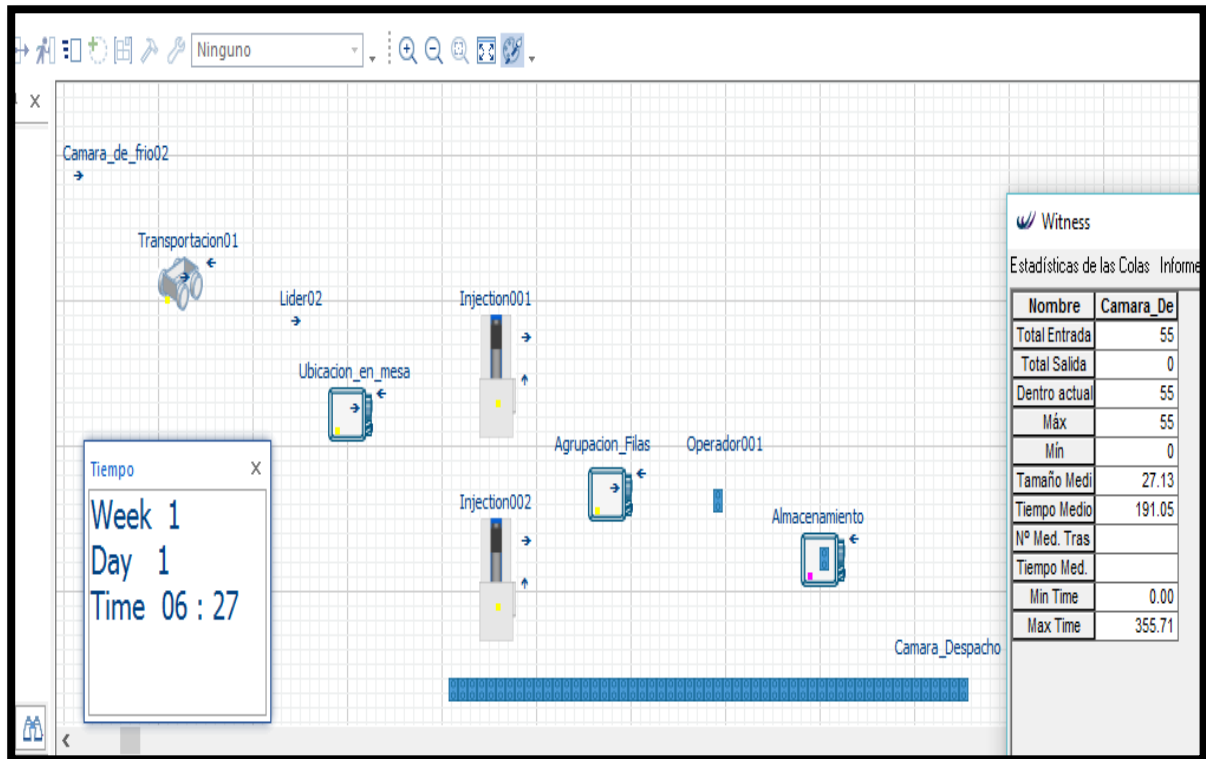 Ninguno
x
Camara_de_frio02
Transportacion01
Lider02
Injection001
Ubicacion_en_mesa
Agrupacion_Filas
Operador001
Injection002
Almacenamiento
Camara_Despacho
Tiempo x
Week 1
Day 1
Time 06 : 27
Witness
Estadísticas de las Colas Informe
Nombre Camara_De
Total Entrada 55
Total Salida 0
Dentro actual 55
Máx 55
Mín 0
Tamaño Medi 27.13
Tiempo Medio 191.05
Nº Med. Tras
Tiempo Med.
Min Time 0.00
Max Time 355.71